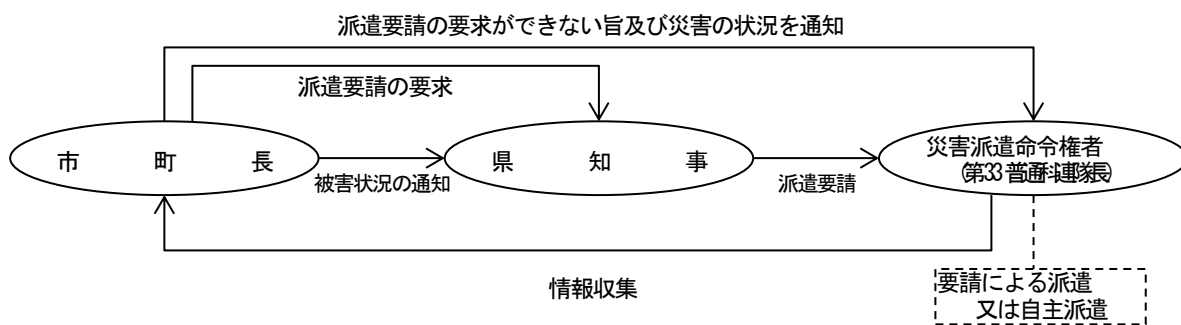 派遣要請の要求ができない旨及び災害の状況を通知
派遣要請の要求
市町長
被害状況の通知
県知事
派遣要請
災害派遣命令権者
(第33普通科連隊長)
情報収集
要請による派遣
又は自主派遣